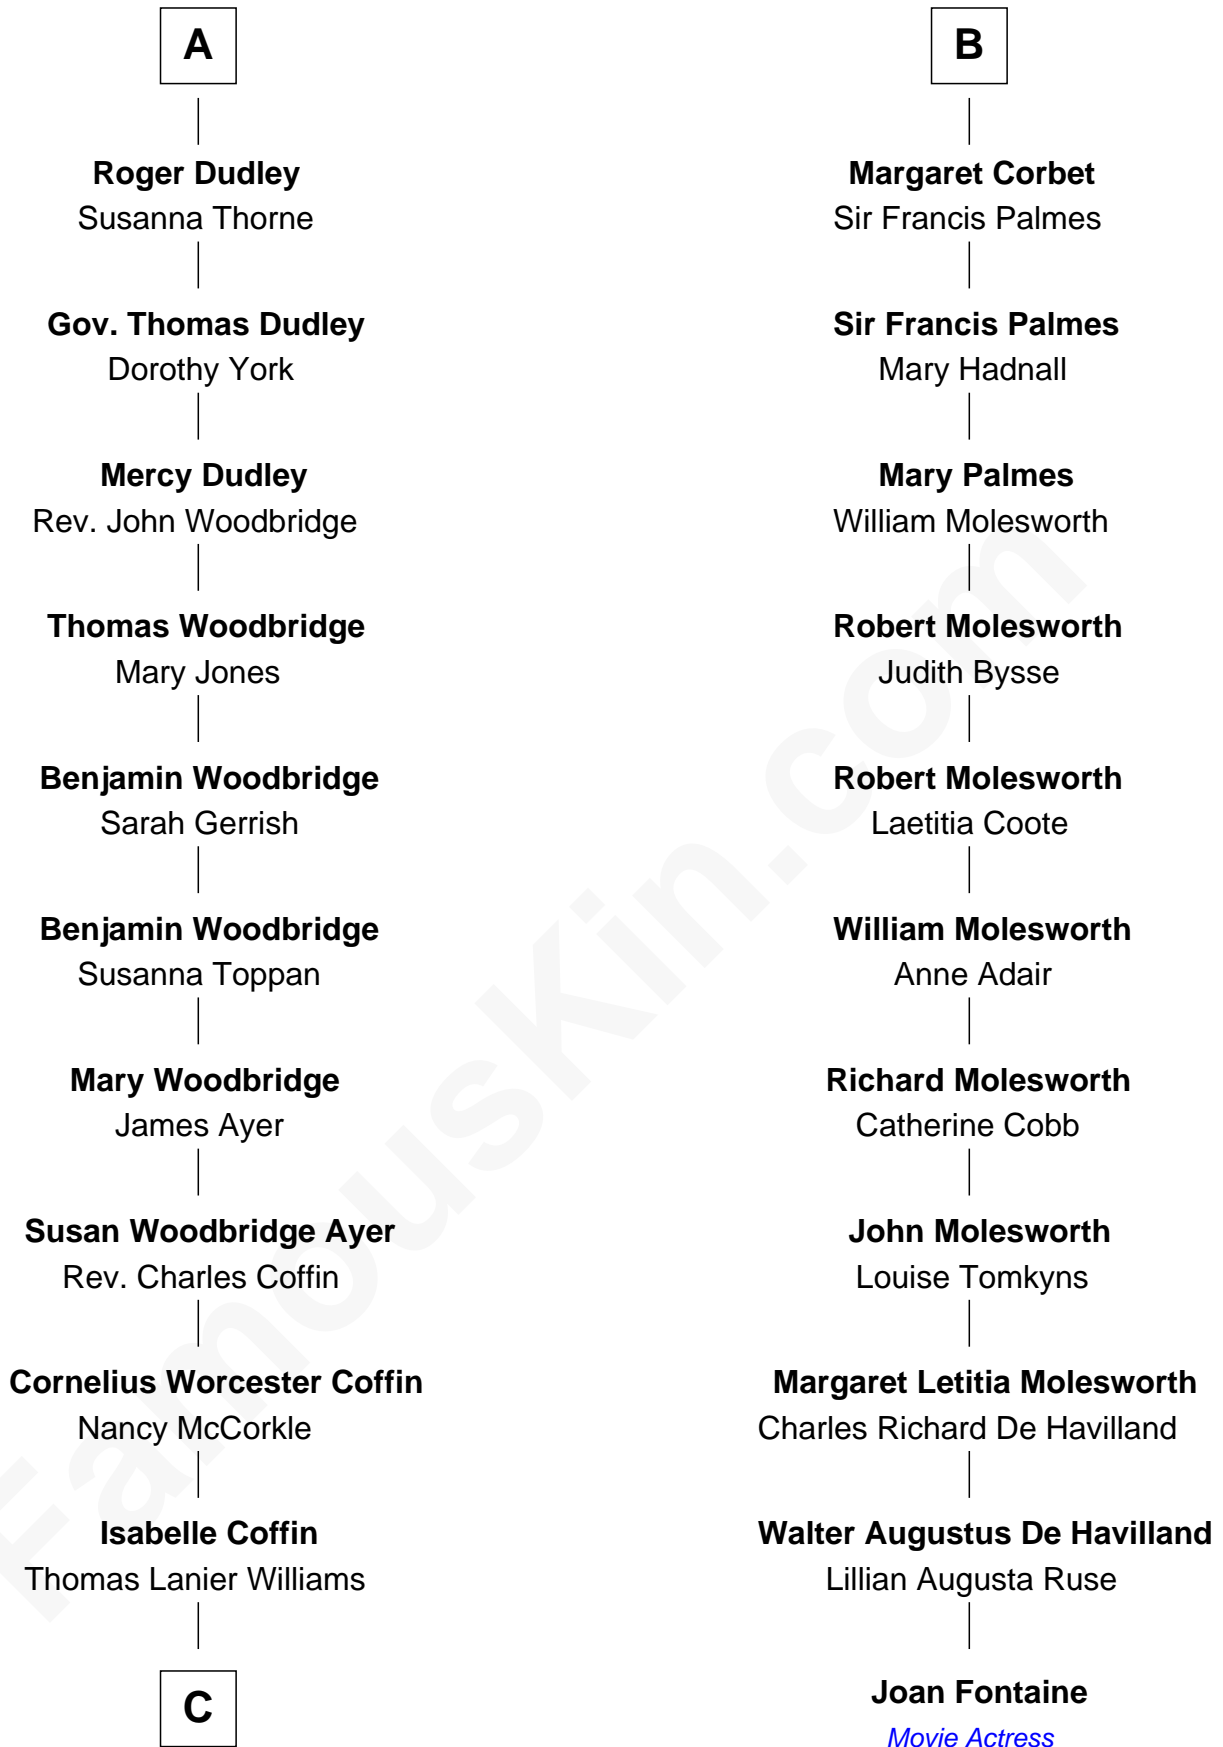 A
Roger Dudley
Susanna Thorne
Gov. Thomas Dudley
Dorothy York
Mercy Dudley
Rev. John Woodbridge
Thomas Woodbridge
Mary Jones
Benjamin Woodbridge
Sarah Gerrish
Benjamin Woodbridge
Susanna Toppan
Mary Woodbridge
James Ayer
Susan Woodbridge Ayer
Rev. Charles Coffin
Cornelius Worcester Coffin
Nancy McCorkle
Isabelle Coffin
Thomas Lanier Williams
C
B
Margaret Corbet
Sir Francis Palmes
Sir Francis Palmes
Mary Hadnall
Mary Palmes
William Molesworth
Robert Molesworth
Judith Bysse
Robert Molesworth
Laetitia Coote
William Molesworth
Anne Adair
Richard Molesworth
Catherine Cobb
John Molesworth
Louise Tomkyns
Margaret Letitia Molesworth
Charles Richard De Havilland
Walter Augustus De Havilland
Lillian Augusta Ruse
Joan Fontaine
Movie Actress
FamousKin.com